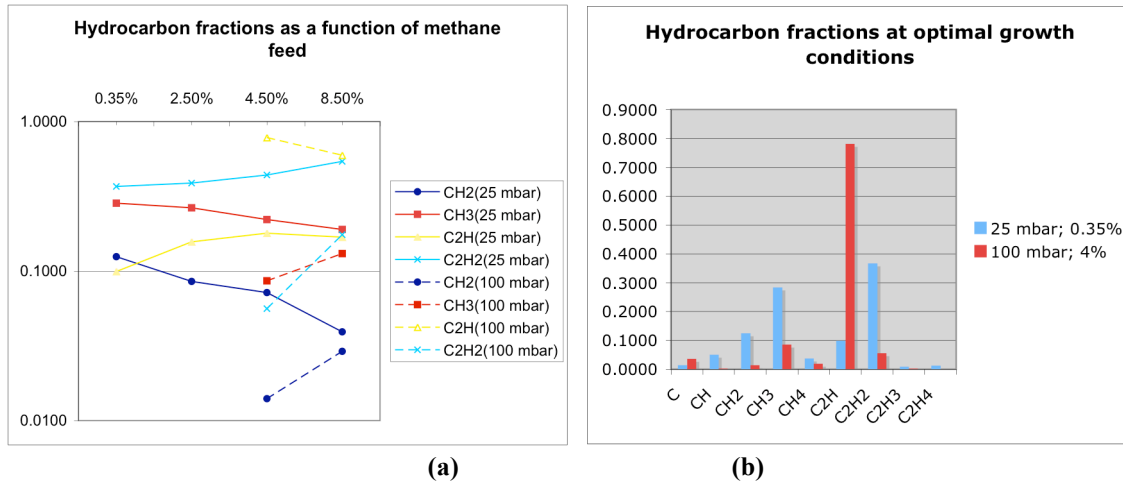 Hydrocarbon fractions as a function of methane
feed
0.35% 2.50% 4.50% 8.50%
1.0000
0.1000
0.0100
CH2(25 mbar)
CH3(25 mbar)
C2H(25 mbar)
C2H2(25 mbar)
CH2(100 mbar)
CH3(100 mbar)
C2H(100 mbar)
C2H2(100 mbar)
(a)
Hydrocarbon fractions at optimal growth
conditions
0.9000
0.8000
0.7000
0.6000
0.5000
0.4000
0.3000
0.2000
0.1000
0.0000
C CH CH2 CH3 CH4 C2H C2H2 C2H3 C2H4
25 mbar; 0.35%
100 mbar; 4%
(b)